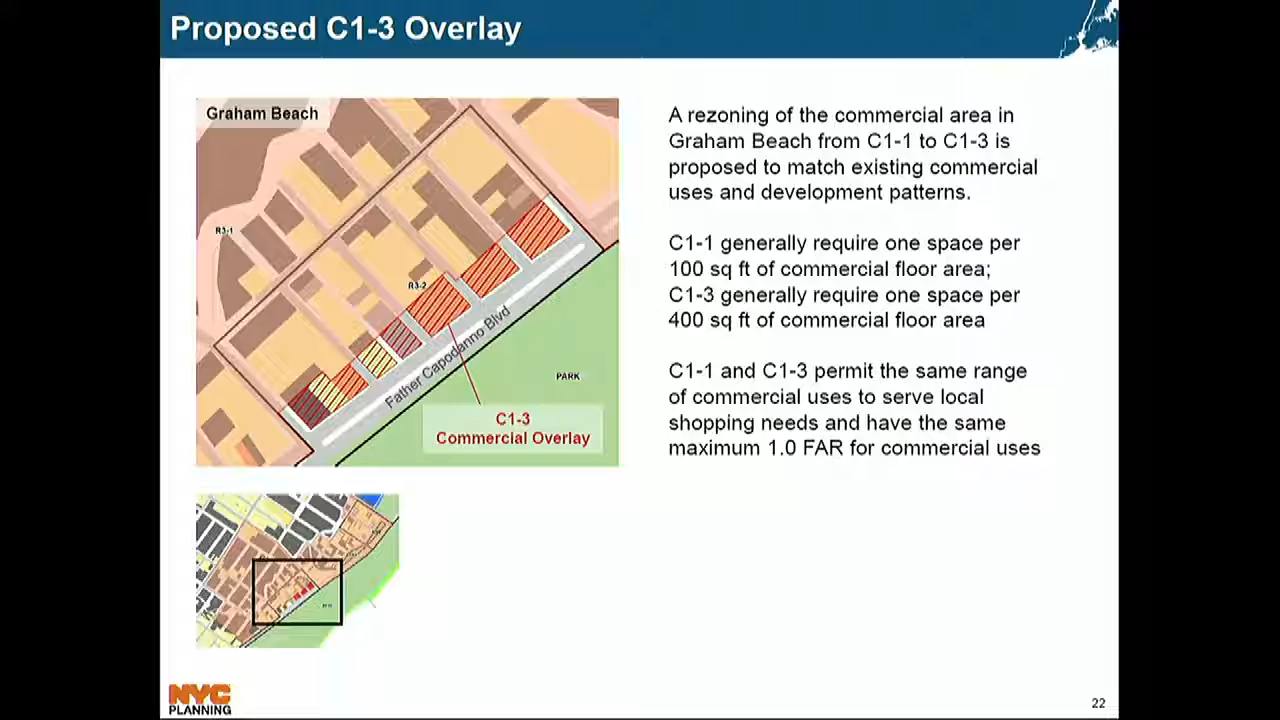 Proposed C1-3 Overlay
Graham Beach
R3-1
R3-2
Father Capodanno Blvd
PARK
C1-3
Commercial Overlay
A rezoning of the commercial area in
Graham Beach from C1-1 to C1-3 is
proposed to match existing commercial
uses and development patterns.
C1-1 generally require one space per
100 sq ft of commercial floor area;
C1-3 generally require one space per
400 sq ft of commercial floor area
C1-1 and C1-3 permit the same range
of commercial uses to serve local
shopping needs and have the same
maximum 1.0 FAR for commercial uses
NYC
PLANNING
22